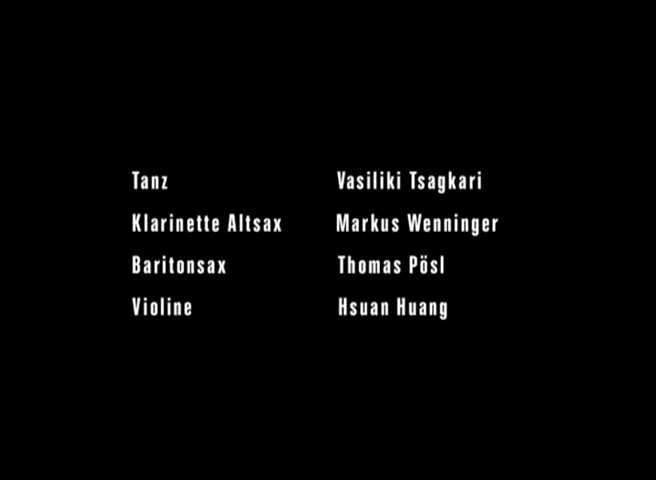 Tanz Vasiliki Tsagkari
Klarinette Altsax Markus Wenninger
Baritonsax Thomas Pösl
Violine Hsuan Huang